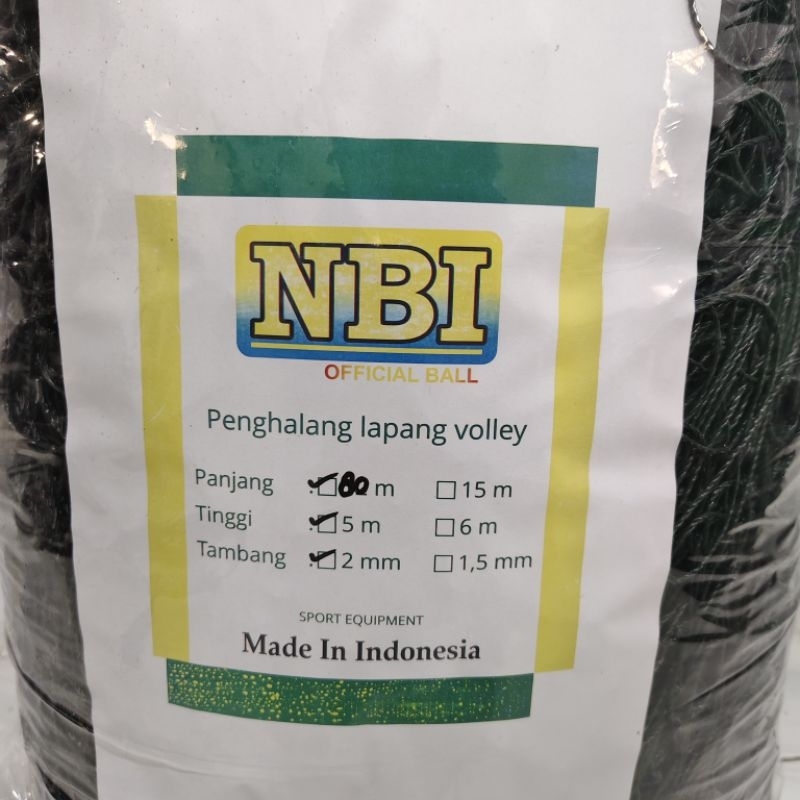 NBI
OFFICIAL BALL
Penghalang lapang volley
Panjang 80 m 15 m
Tinggi 5 m 6 m
Tambang 2 mm 1,5 mm
SPORT EQUIPMENT
Made In Indonesia